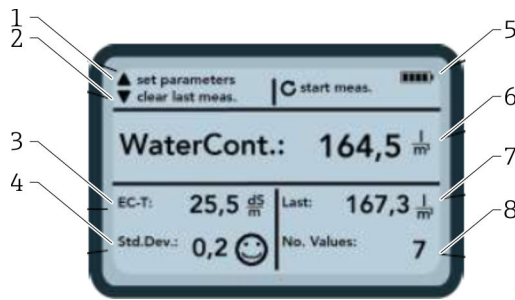 1
2
3
4
5
6
7
8
▲ set parameters
▼ clear last meas.
start meas.
WaterCont.: 164,5 l/m³
EC-T: 25,5 dS/m
Last: 167,3 l/m³
Std.Dev.: 0,2
No. Values: 7